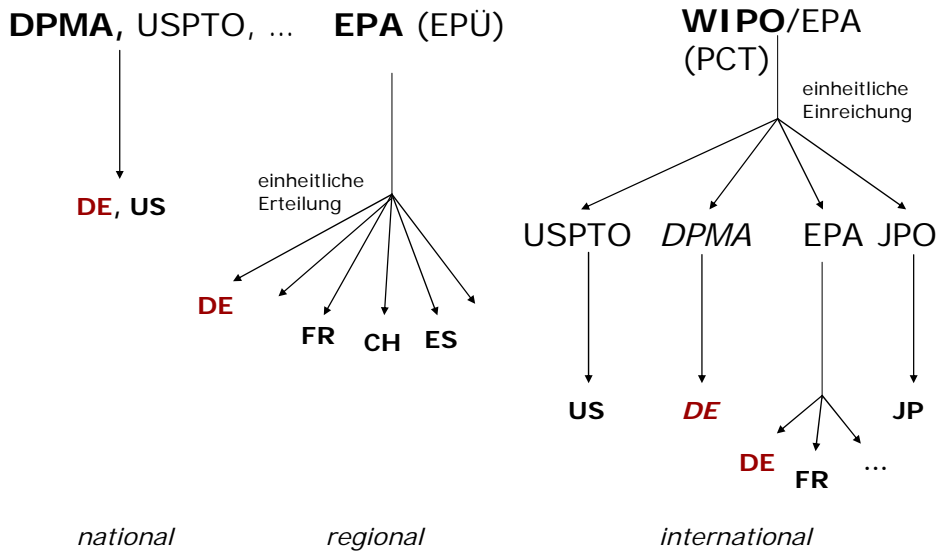 DPMA, USPTO, ... EPA (EPÜ) WIPO/EPA
(PCT)
einheitliche
Einreichung
einheitliche
Erteilung
DE, US
USPTO DPMA EPA JPO
DE
FR CH ES
US DE JP
DE FR ...
national regional international